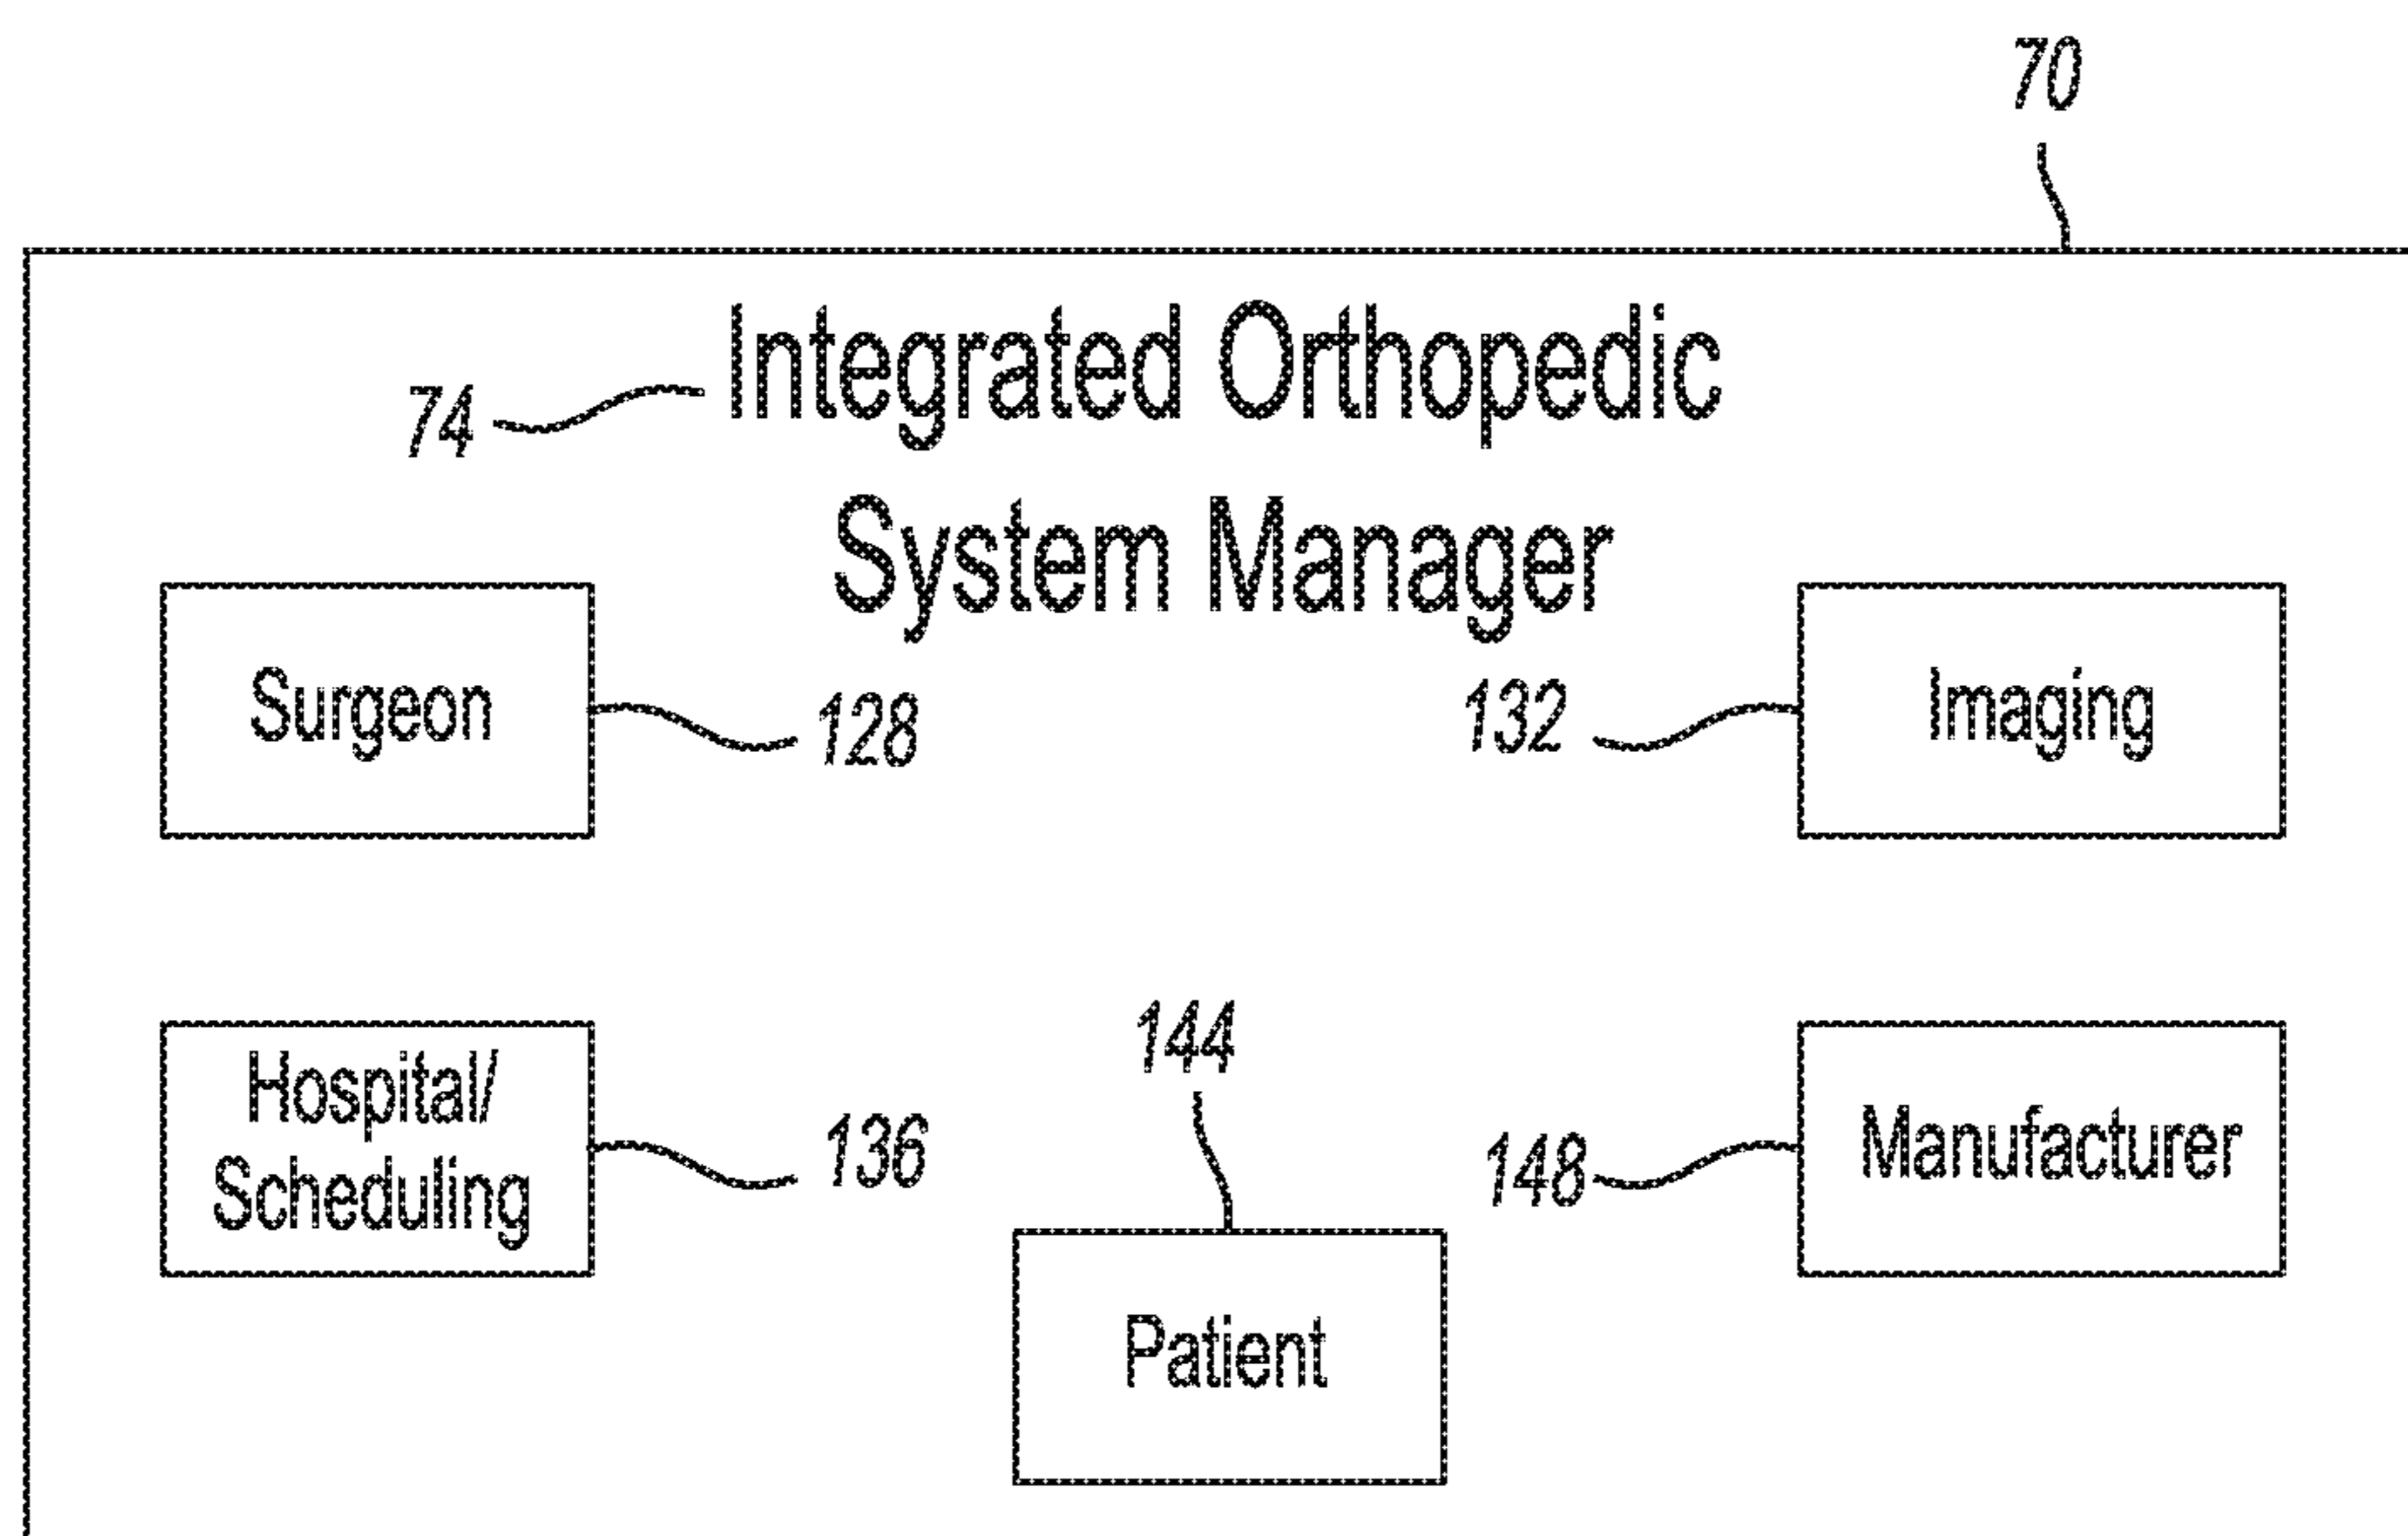 70
Integrated Orthopedic
74
System Manager
Surgeon
128
132
Imaging
Hospital/
Scheduling
136
144
148
Manufacturer
Patient